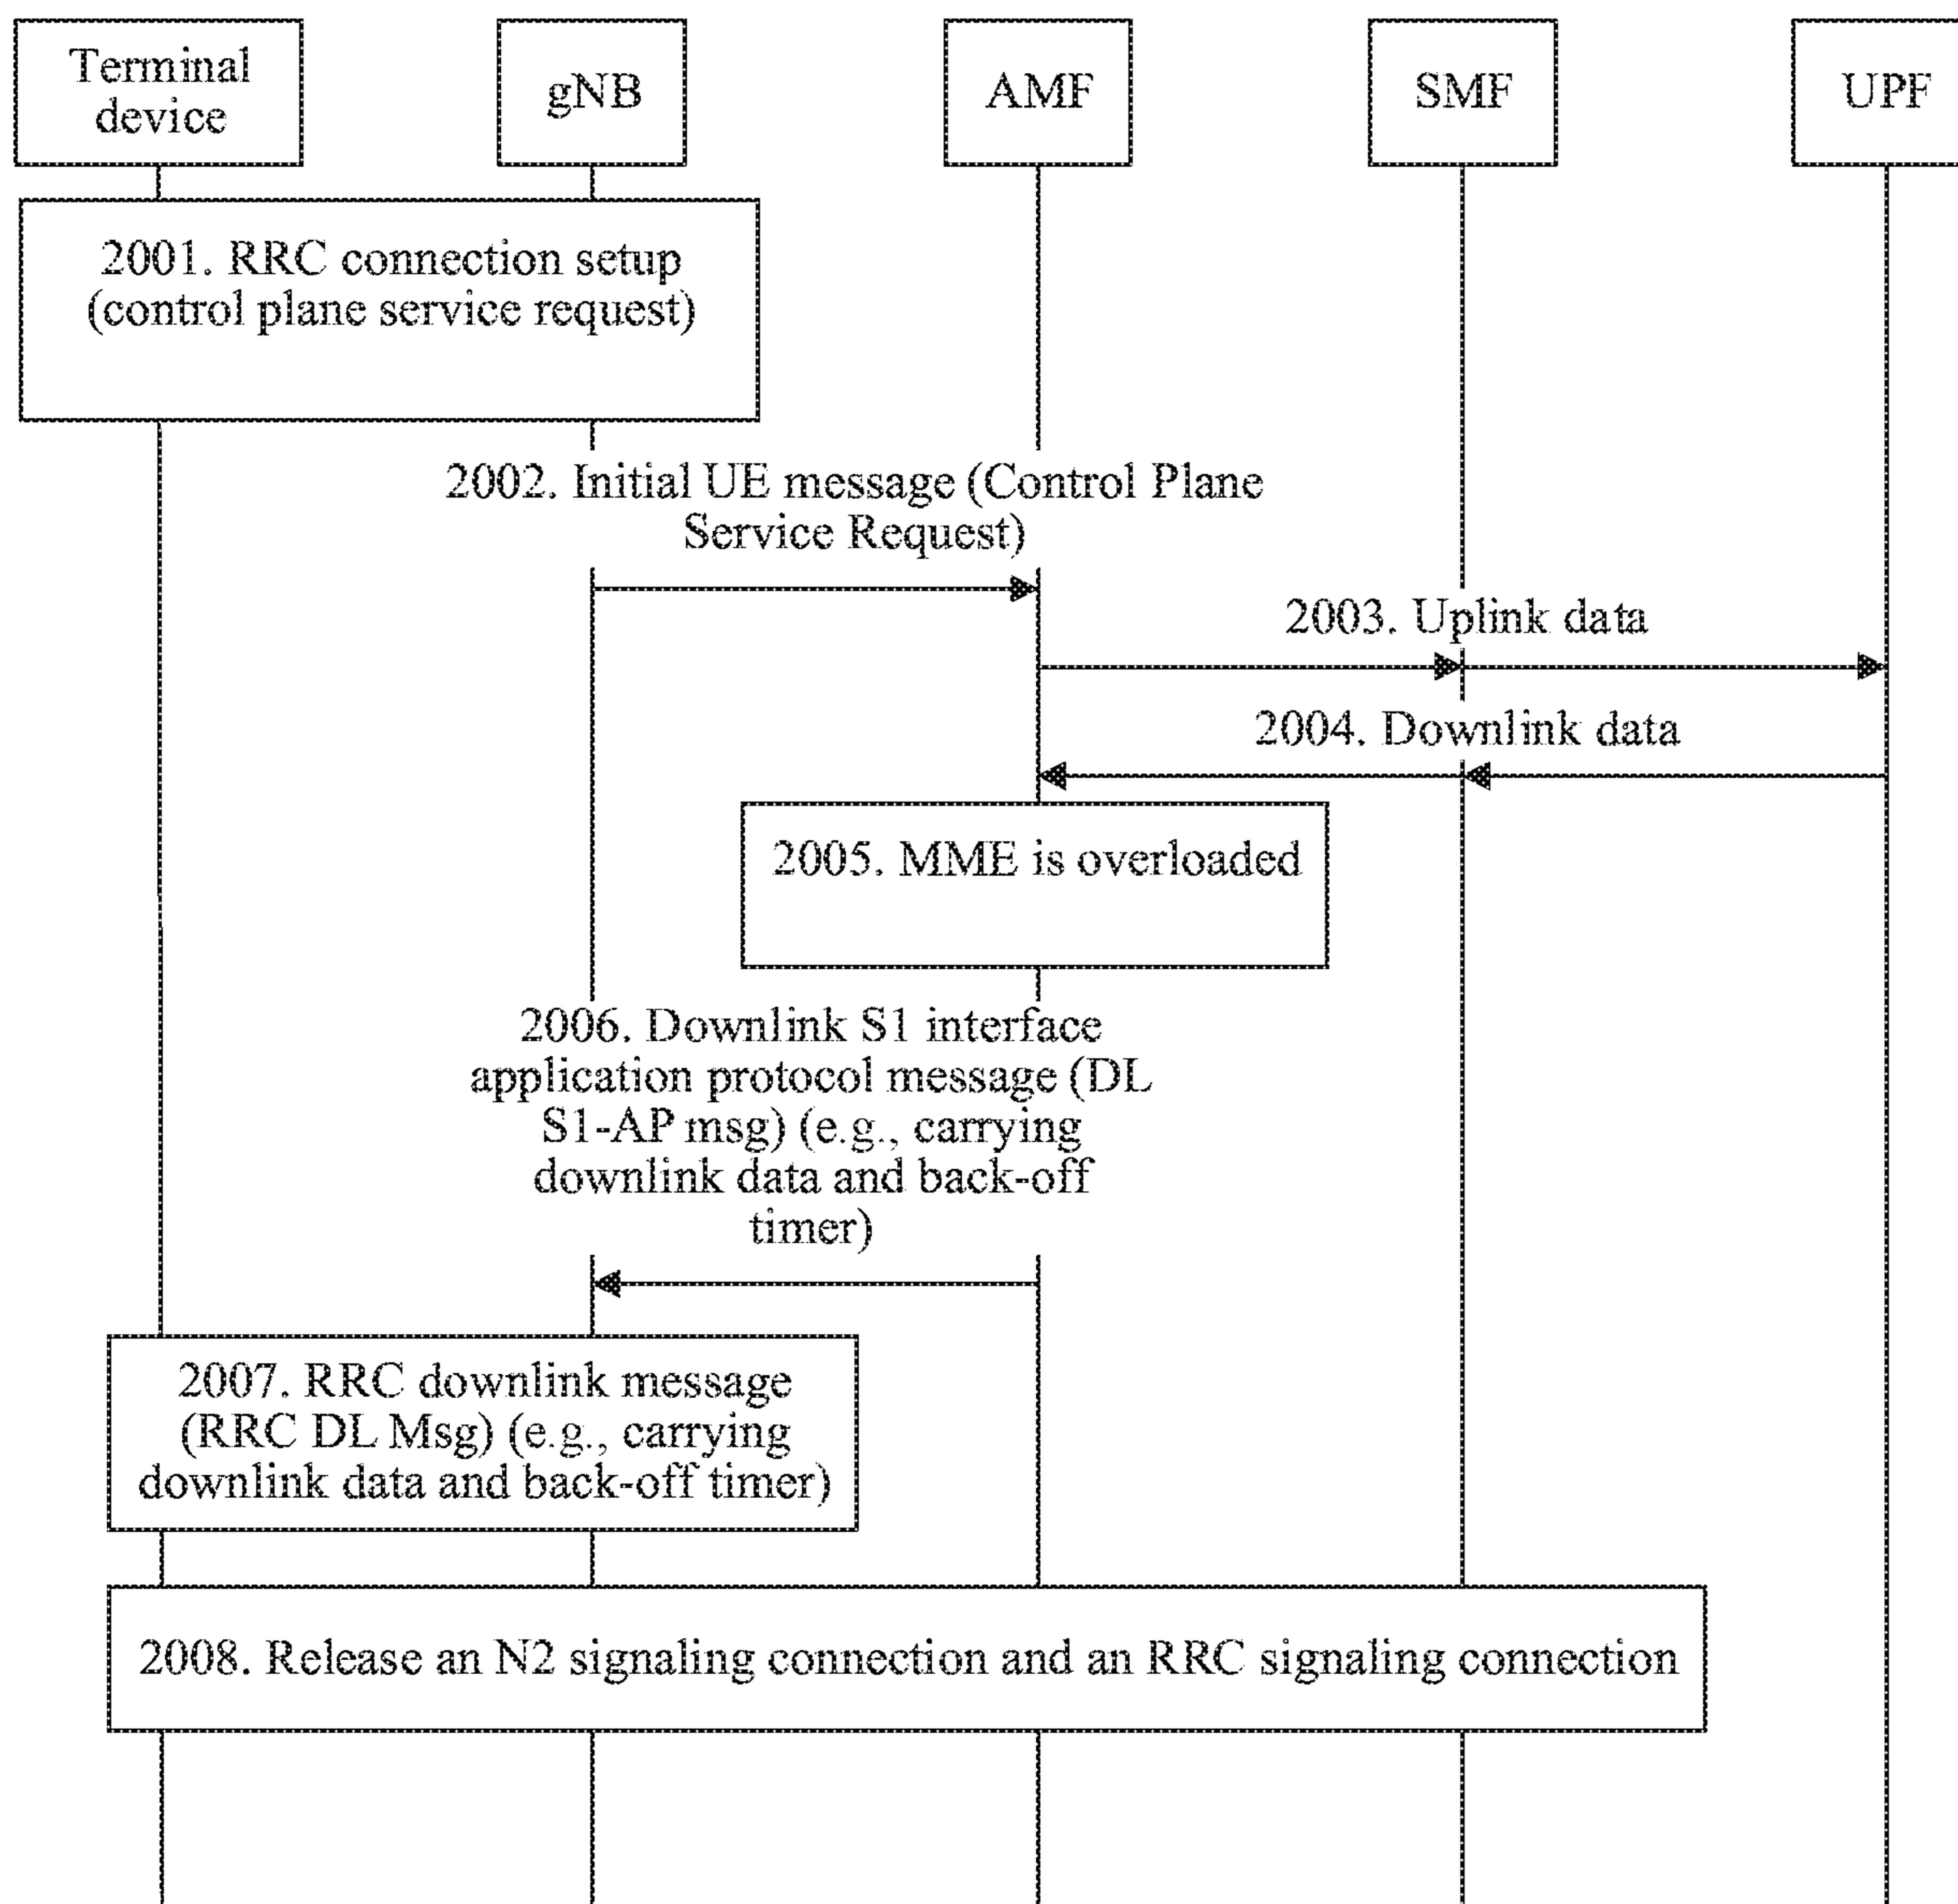 Terminal
device
gNB
AMF
SMF
UPF
2001. RRC connection setup
(control plane service request)
2002. Initial UE message (Control Plane
Service Request)
2003. Uplink data
2004. Downlink data
2005. MME is overloaded
2006. Downlink S1 interface
application protocol message (DL
S1-AP msg) (e.g., carrying
downlink data and back-off
timer)
2007. RRC downlink message
(RRC DL Msg) (e.g., carrying
downlink data and back-off timer)
2008. Release an N2 signaling connection and an RRC signaling connection